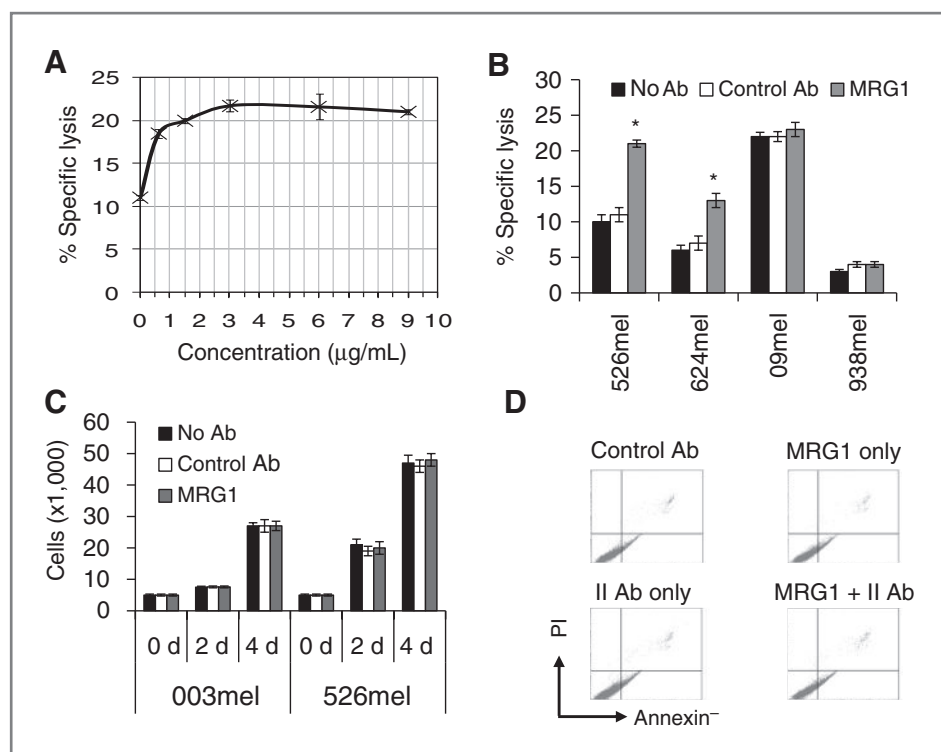 A
25
20
15
10
5
0
% Specific lysis
0 1 2 3 4 5 6 7 8 9 10
Concentration (μg/mL)
B
30
25
20
15
10
5
0
% Specific lysis
No Ab Control Ab MRG1
* *
526mel 624mel 09mel 938mel
C
60
50
40
30
20
10
0
Cells (x1,000)
No Ab
Control Ab
MRG1
0 d 2 d 4 d 0 d 2 d 4 d
003mel 526mel
D
Control Ab MRG1 only
II Ab only MRG1 + II Ab
PI
Annexin–